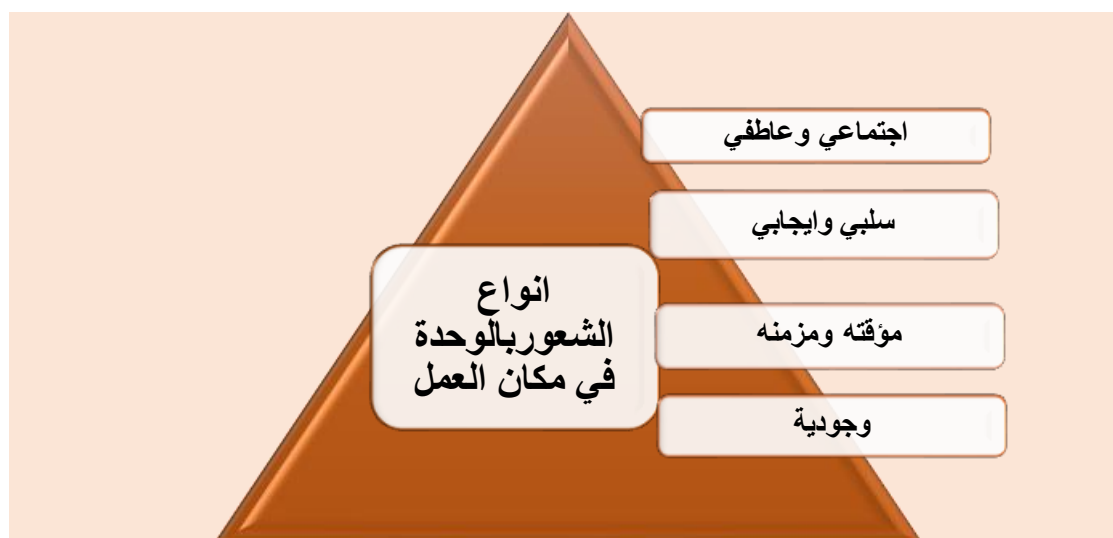 اجتماعي وعاطفي
سلبي وايجابي
انواع
الشعوربالوحدة
في مكان العمل
مؤقته ومزمنه
وجودية